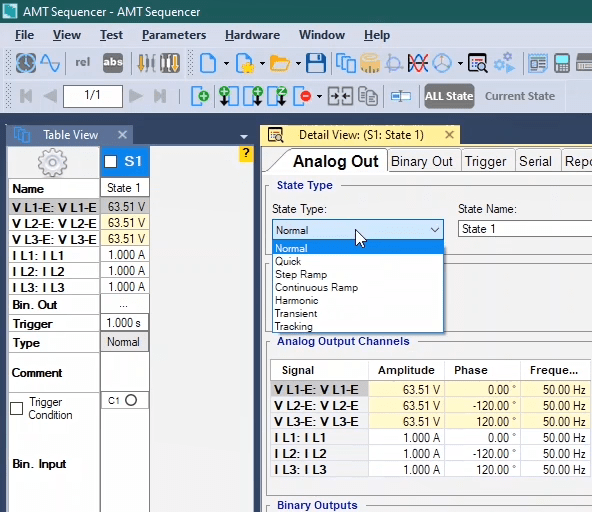 AMT Sequencer - AMT Sequencer
File View Test Parameters Hardware Window Help
rel abs
1/1 ALL State Current State
Table View
Detail View: (S1: State 1)
?
S1
Name State 1
V L1-E: V L1-E 63.51 V
V L2-E: V L2-E 63.51 V
V L3-E: V L3-E 63.51 V
I L1: I L1 1.000 A
I L2: I L2 1.000 A
I L3: I L3 1.000 A
Bin. Out ...
Trigger 1.000 s
Type Normal
Comment
Trigger
Condition
C1
Bin. Input
Analog Out Binary Out Trigger Serial Repo
State Type
State Type: State Name:
Normal State 1
Normal
Quick
Step Ramp
Continuous Ramp
Harmonic
Transient
Tracking
Analog Output Channels
Signal Amplitude Phase Freque...
V L1-E: V L1-E 63.51 V 0.00 ° 50.00 Hz
V L2-E: V L2-E 63.51 V -120.00 ° 50.00 Hz
V L3-E: V L3-E 63.51 V 120.00 ° 50.00 Hz
I L1: I L1 1.000 A 0.00 ° 50.00 Hz
I L2: I L2 1.000 A -120.00 ° 50.00 Hz
I L3: I L3 1.000 A 120.00 ° 50.00 Hz
Binary Outputs